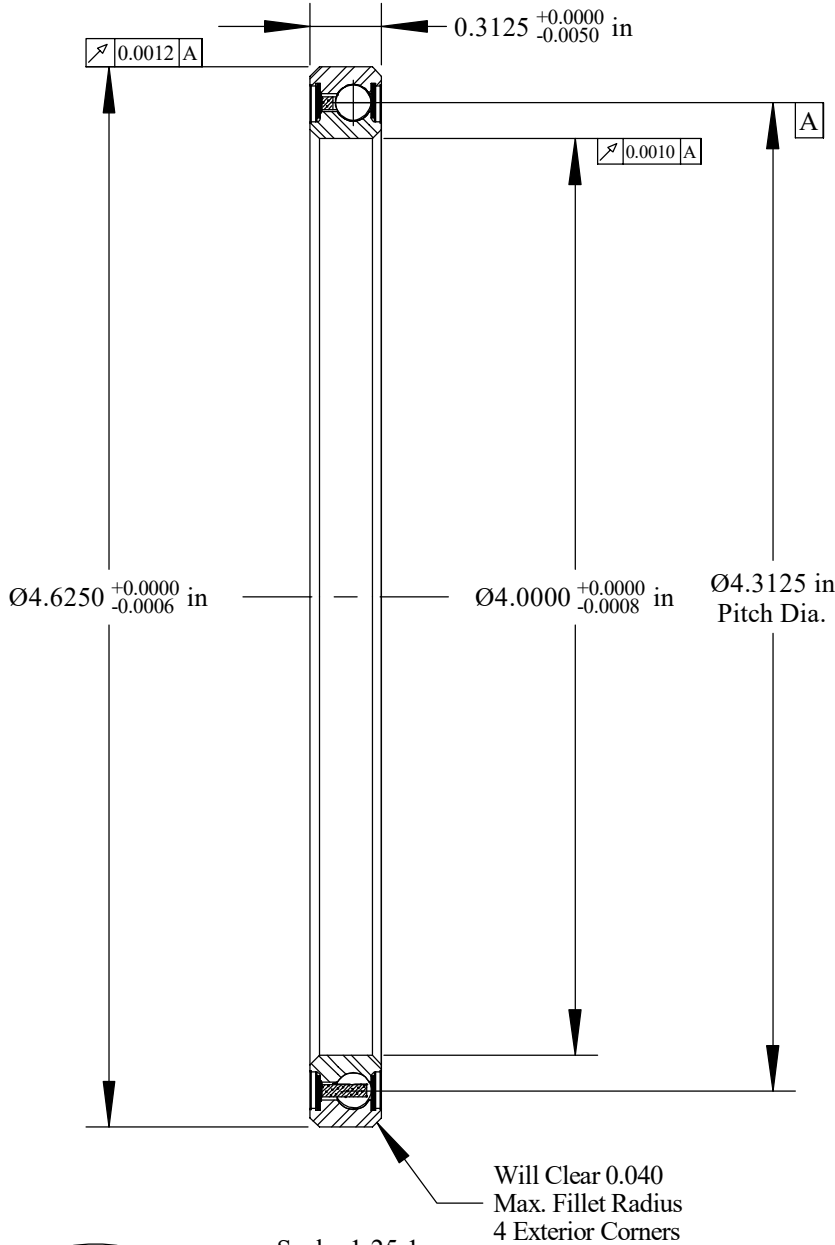 0.3125 +0.0000 -0.0050 in
0.0012 A
A
0.0010 A
Ø4.6250 +0.0000 -0.0006 in
Ø4.0000 +0.0000 -0.0008 in
Ø4.3125 in
Pitch Dia.
Will Clear 0.040
Max. Fillet Radius
4 Exterior Corners